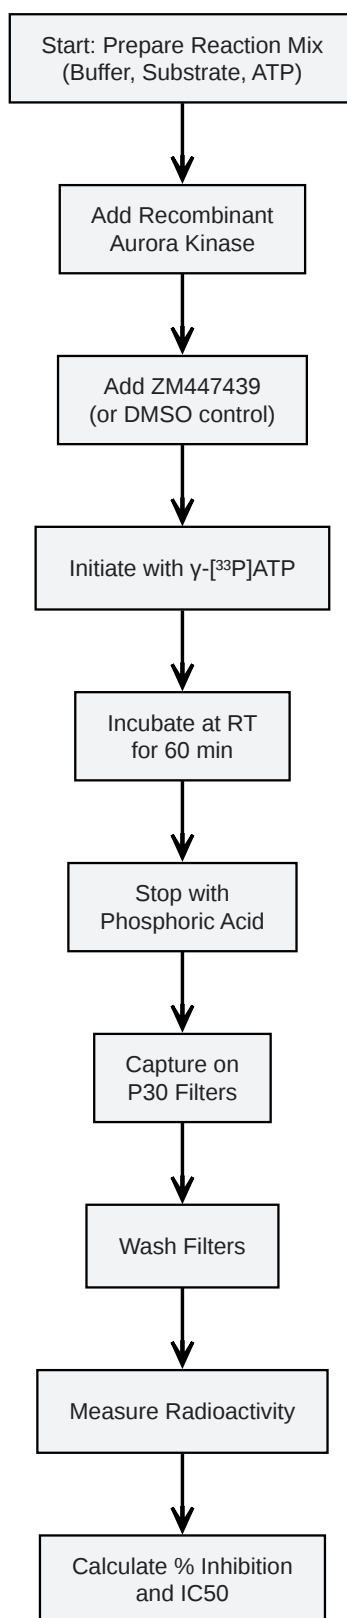 Start: Prepare Reaction Mix
(Buffer, Substrate, ATP)
Add Recombinant
Aurora Kinase
Add ZM447439
(or DMSO control)
Initiate with γ-[³³P]ATP
Incubate at RT
for 60 min
Stop with
Phosphoric Acid
Capture on
P30 Filters
Wash Filters
Measure Radioactivity
Calculate % Inhibition
and IC50